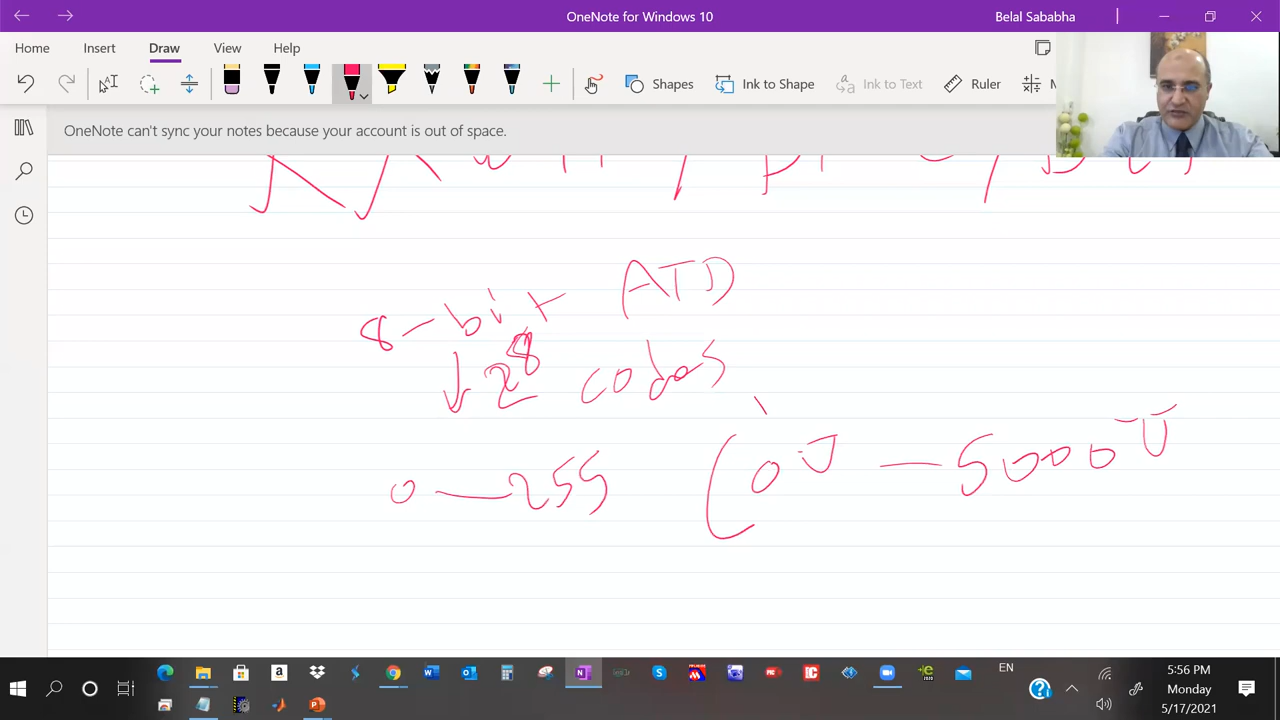 OneNote for Windows 10
Belal Sababha
Home Insert Draw View Help
Shapes Ink to Shape Ink to Text Ruler
OneNote can't sync your notes because your account is out of space.
8-bit ATD
2^8 codes
0 — 255 (0V — 5000V
EN
5:56 PM
Monday
5/17/2021